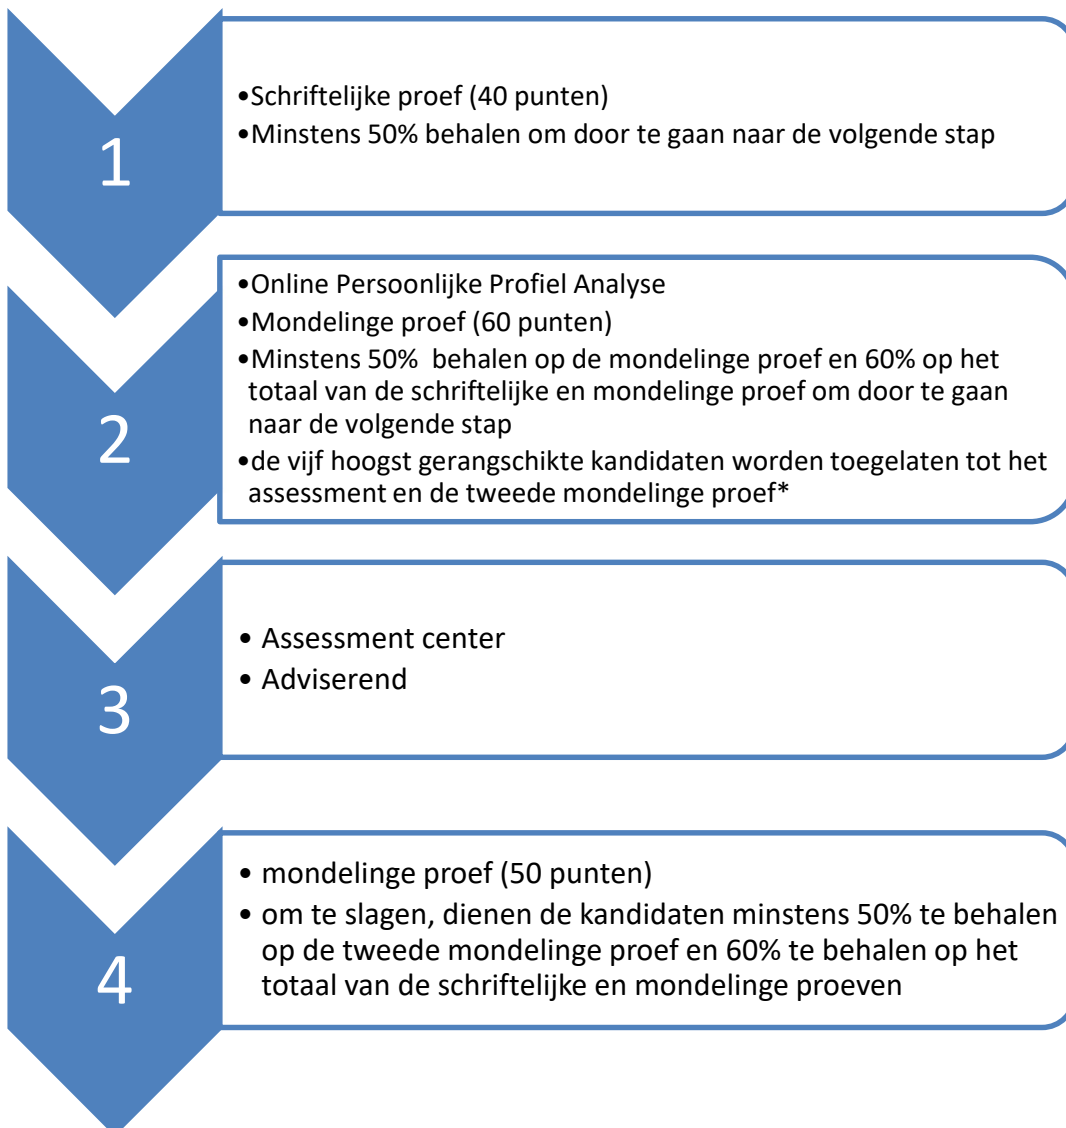 1
•Schriftelijke proef (40 punten)
•Minstens 50% behalen om door te gaan naar de volgende stap
2
•Online Persoonlijke Profiel Analyse
•Mondelinge proef (60 punten)
•Minstens 50%  behalen op de mondelinge proef en 60% op het
totaal van de schriftelijke en mondelinge proef om door te gaan
naar de volgende stap
•de vijf hoogst gerangschikte kandidaten worden toegelaten tot het
assessment en de tweede mondelinge proef*
3
• Assessment center
• Adviserend
4
• mondelinge proef (50 punten)
• om te slagen, dienen de kandidaten minstens 50% te behalen
op de tweede mondelinge proef en 60% te behalen op het
totaal van de schriftelijke en mondelinge proeven